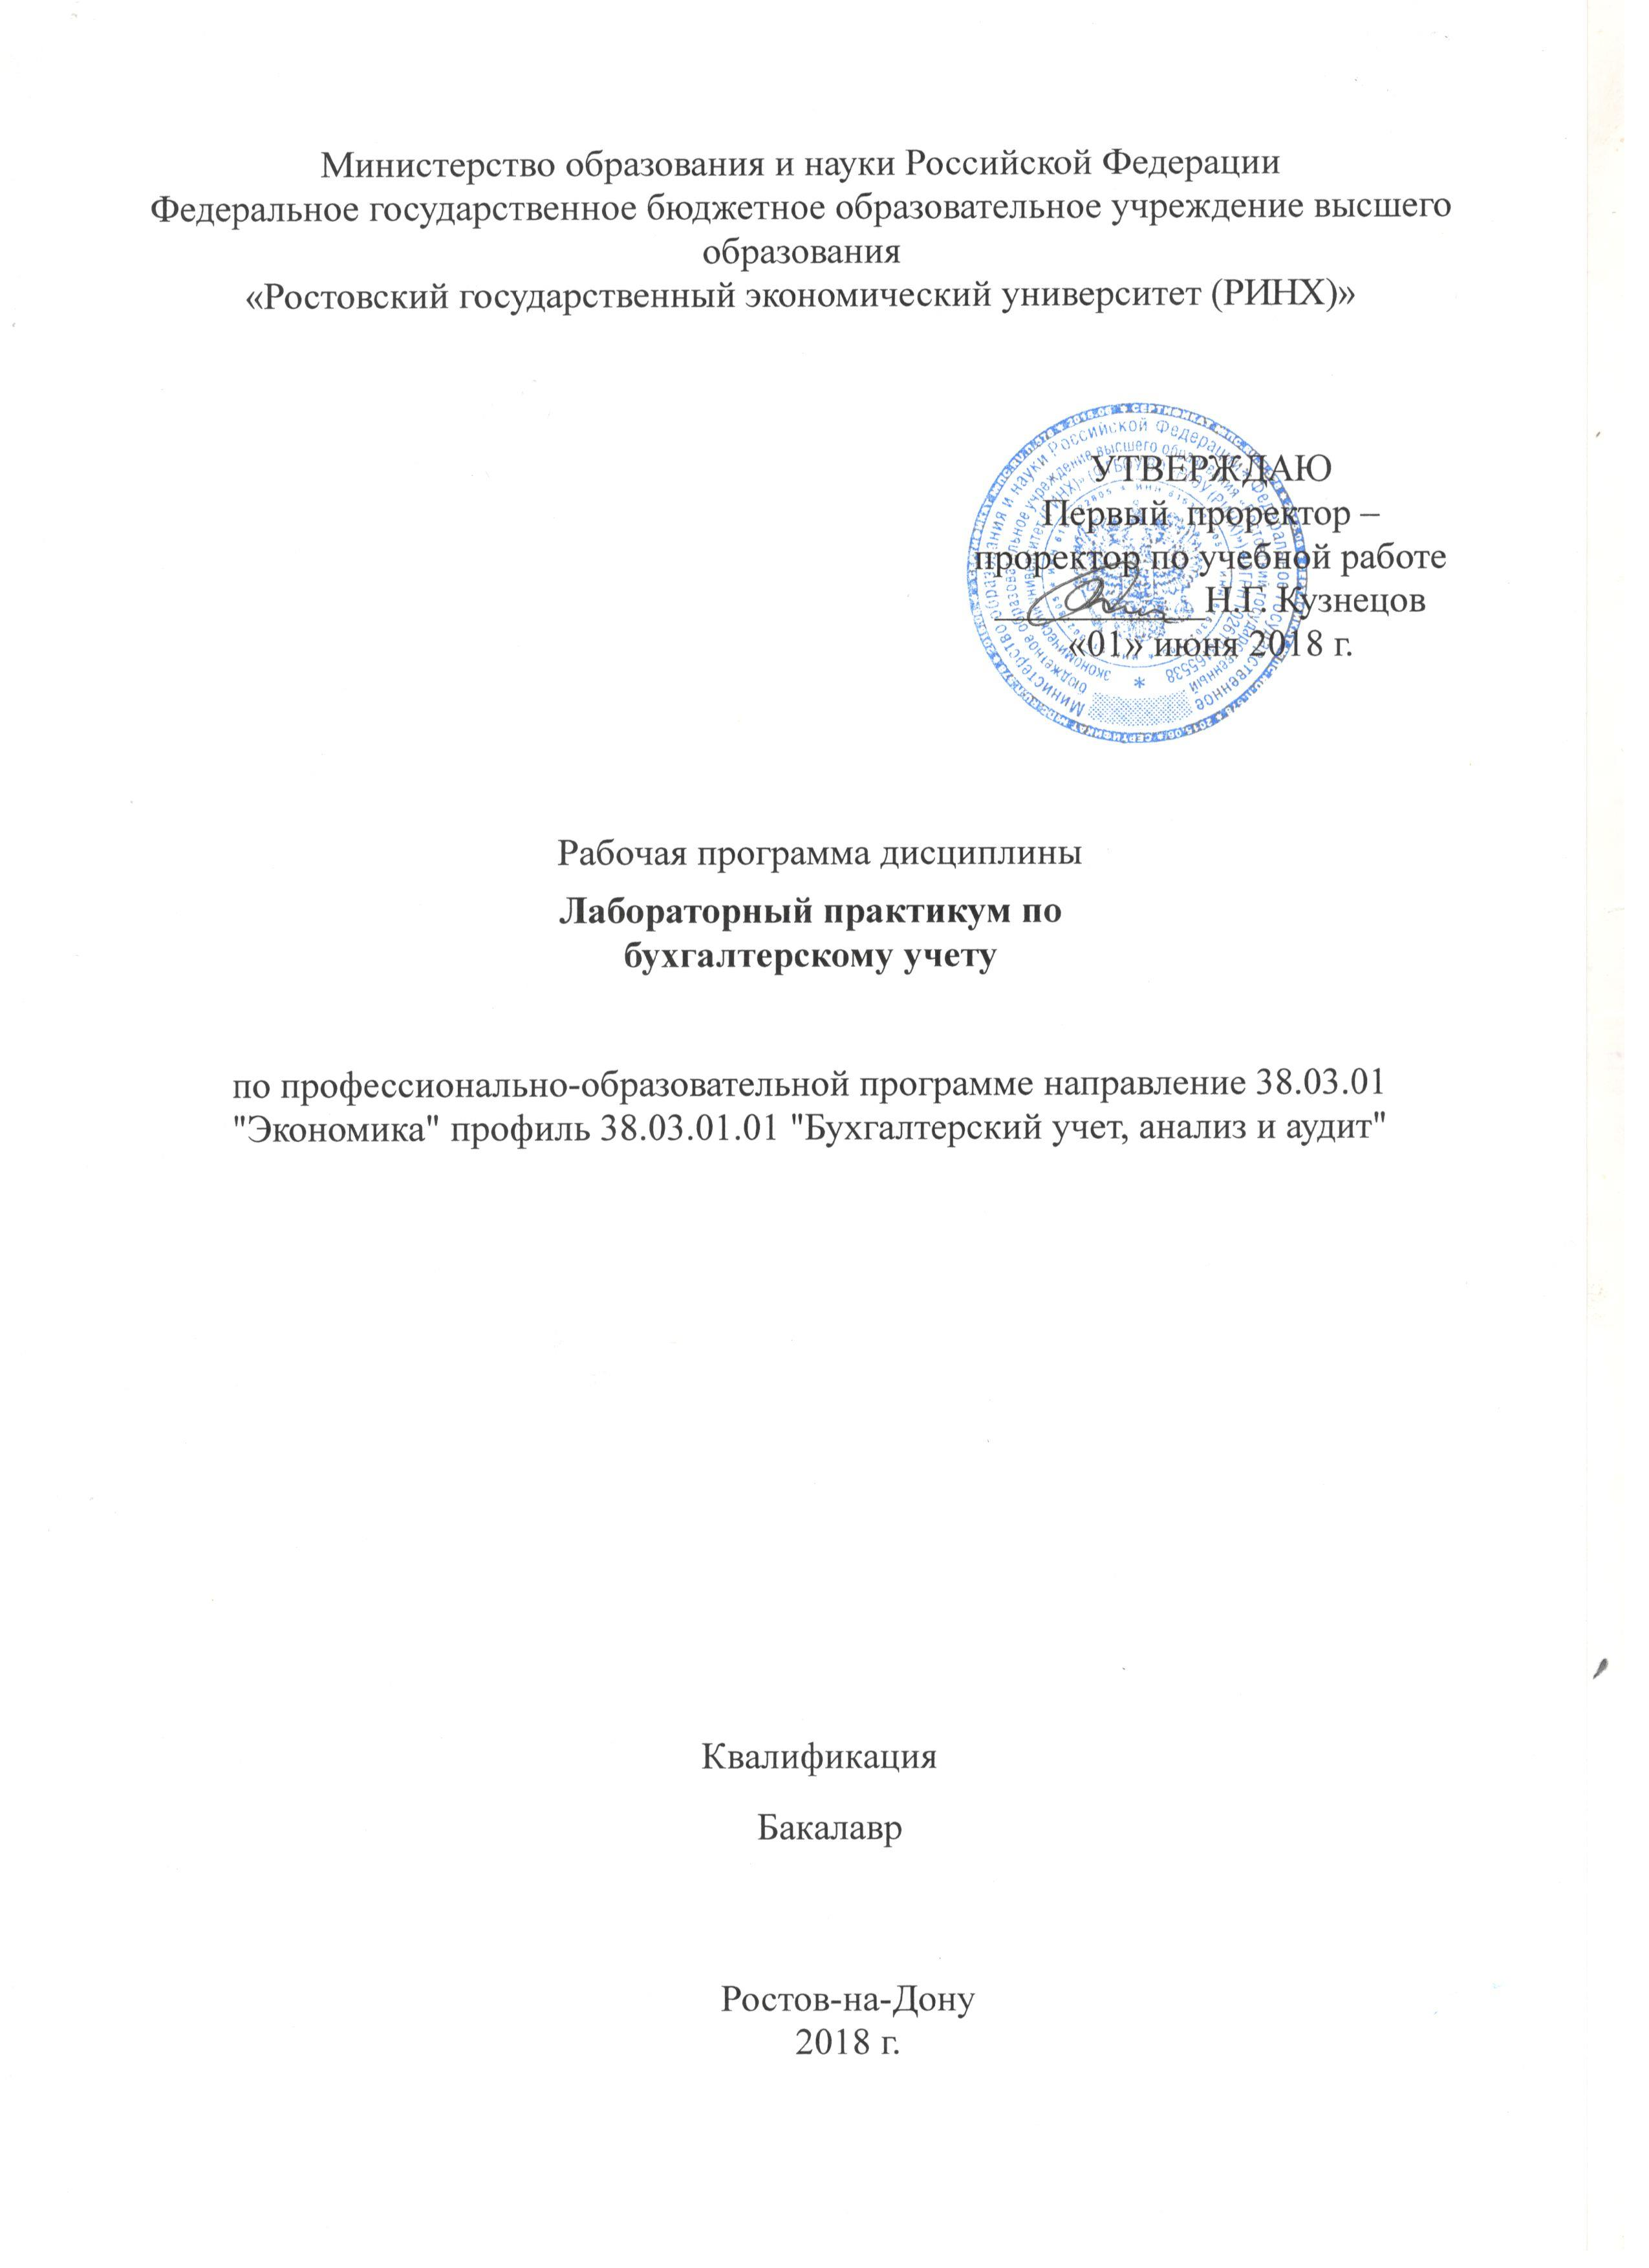 Министерство образования и науки Российской Федерации
Федеральное государственное бюджетное образовательное учреждение высшего
образования
«Ростовский государственный экономический университет (РИНХ)»
УТВЕРЖДАЮ
Первый проректор –
проректор по учебной работе
Н.Г. Кузнецов
«01» июня 2018 г.
Рабочая программа дисциплины
Лабораторный практикум по
бухгалтерскому учету
по профессионально-образовательной программе направление 38.03.01
"Экономика" профиль 38.03.01.01 "Бухгалтерский учет, анализ и аудит"
Квалификация
Бакалавр
Ростов-на-Дону
2018 г.